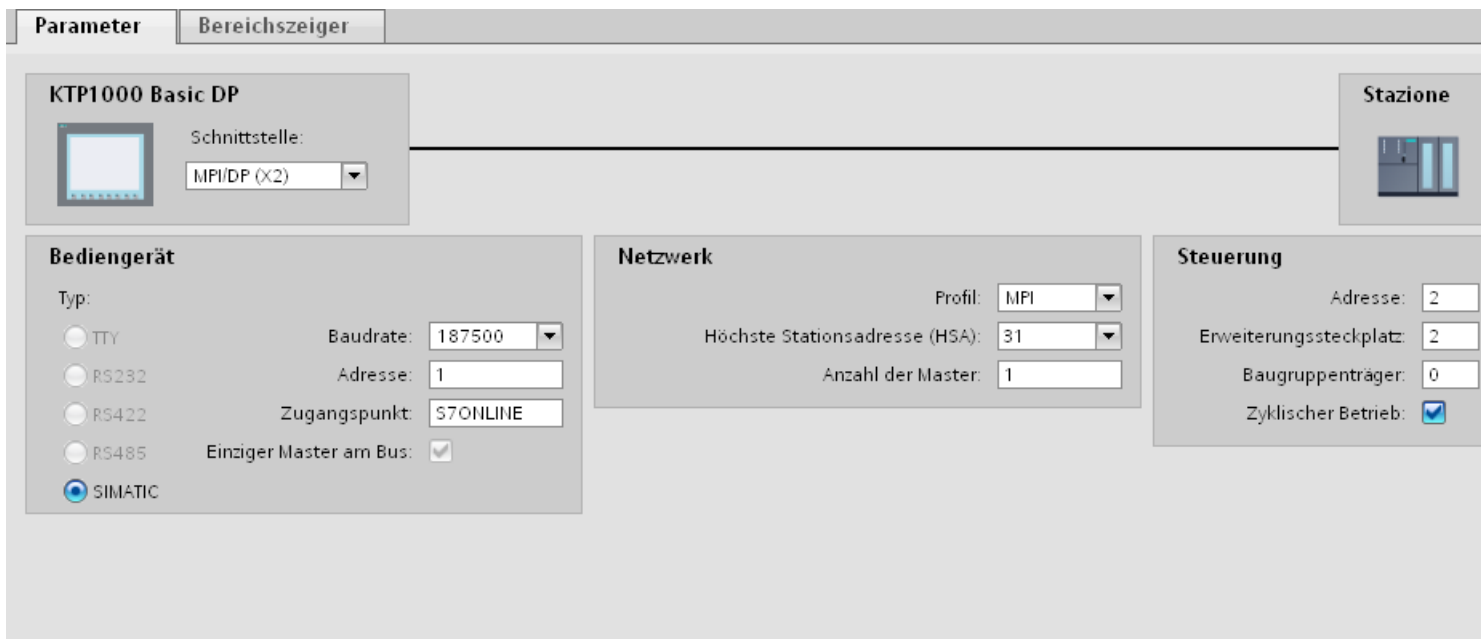 Parameter
Bereichszeiger
KTP1000 Basic DP
Schnittstelle:
MPI/DP (X2)
Stazione
Bediengerät
Typ:
TTY
RS232
RS422
RS485
SIMATIC
Baudrate: 187500
Adresse: 1
Zugangspunkt: S7ONLINE
Einziger Master am Bus:
Netzwerk
Profil: MPI
Höchste Stationsadresse (HSA): 31
Anzahl der Master: 1
Steuerung
Adresse: 2
Erweiterungssteckplatz: 2
Baugruppenträger: 0
Zyklischer Betrieb: